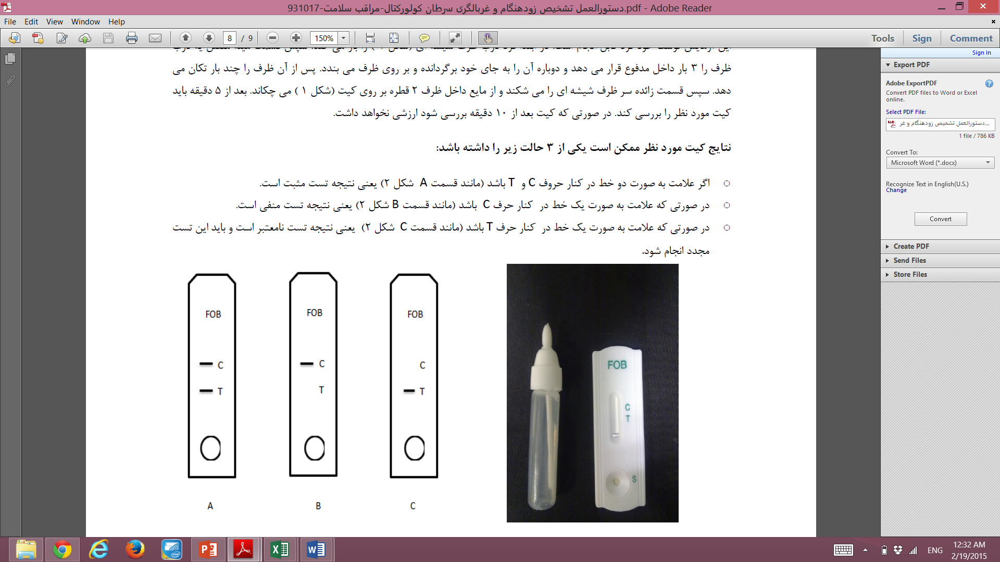 دستورالعمل تشخیص زودهنگام و غربالگری سرطان کولورکتال-مراقب سلامت-931017.pdf - Adobe Reader
File Edit View Window Help
8 / 9 150% Tools Sign Comment
Sign In
ظرف را ۳ بار داخل مدفوع قرار می دهد و دوباره آن را به جای خود برگردانده و بر روی ظرف می بندد. پس از آن ظرف را چند بار تکان می
دهد. سپس قسمت زائده سر ظرف شیشه ای را می شکند و از مایع داخل ظرف ۲ قطره بر روی کیت (شکل ۱ ) می چکاند. بعد از ۵ دقیقه باید
کیت مورد نظر را بررسی کند. در صورتی که کیت بعد از ۱۰ دقیقه بررسی شود ارزشی نخواهد داشت.
نتایج کیت مورد نظر ممکن است یکی از ۳ حالت زیر را داشته باشد:
○ اگر علامت به صورت دو خط در کنار حروف C و T باشد (مانند قسمت A شکل ۲) یعنی نتیجه تست مثبت است.
○ در صورتی که علامت به صورت یک خط در کنار حرف C باشد (مانند قسمت B شکل ۲) یعنی نتیجه تست منفی است.
○ در صورتی که علامت به صورت یک خط در کنار حرف T باشد (مانند قسمت C شکل ۲) یعنی نتیجه تست نامعتبر است و باید این تست
مجدد انجام شود.
FOB
C
T
A
FOB
C
T
B
FOB
C
T
C
FOB
C
T
S
Export PDF
Adobe ExportPDF
Convert PDF files to Word or Excel
online.
Select PDF File:
دستورالعمل تشخیص زودهنگام و غر...
1 file / 786 KB
Convert To:
Microsoft Word (*.docx)
Recognize Text in English(U.S.)
Change
Convert
Create PDF
Send Files
Store Files
ENG
12:32 AM
2/19/2015